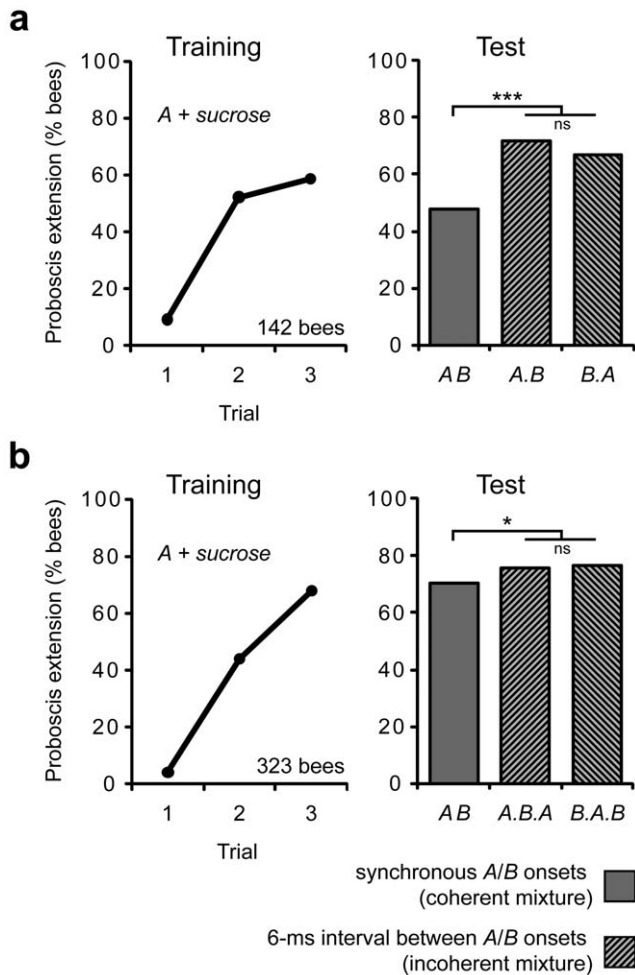 a
Training
Test
Proboscis extension (% bees)
100
80
60
40
20
0
A + sucrose
142 bees
1 2 3
Trial
100
80
60
40
20
0
***
ns
AB A.B B.A
b
Training
Test
Proboscis extension (% bees)
100
80
60
40
20
0
A + sucrose
323 bees
1 2 3
Trial
100
80
60
40
20
0
*
ns
AB A.B.A B.A.B
synchronous A/B onsets
(coherent mixture)
6-ms interval between A/B onsets
(incoherent mixture)